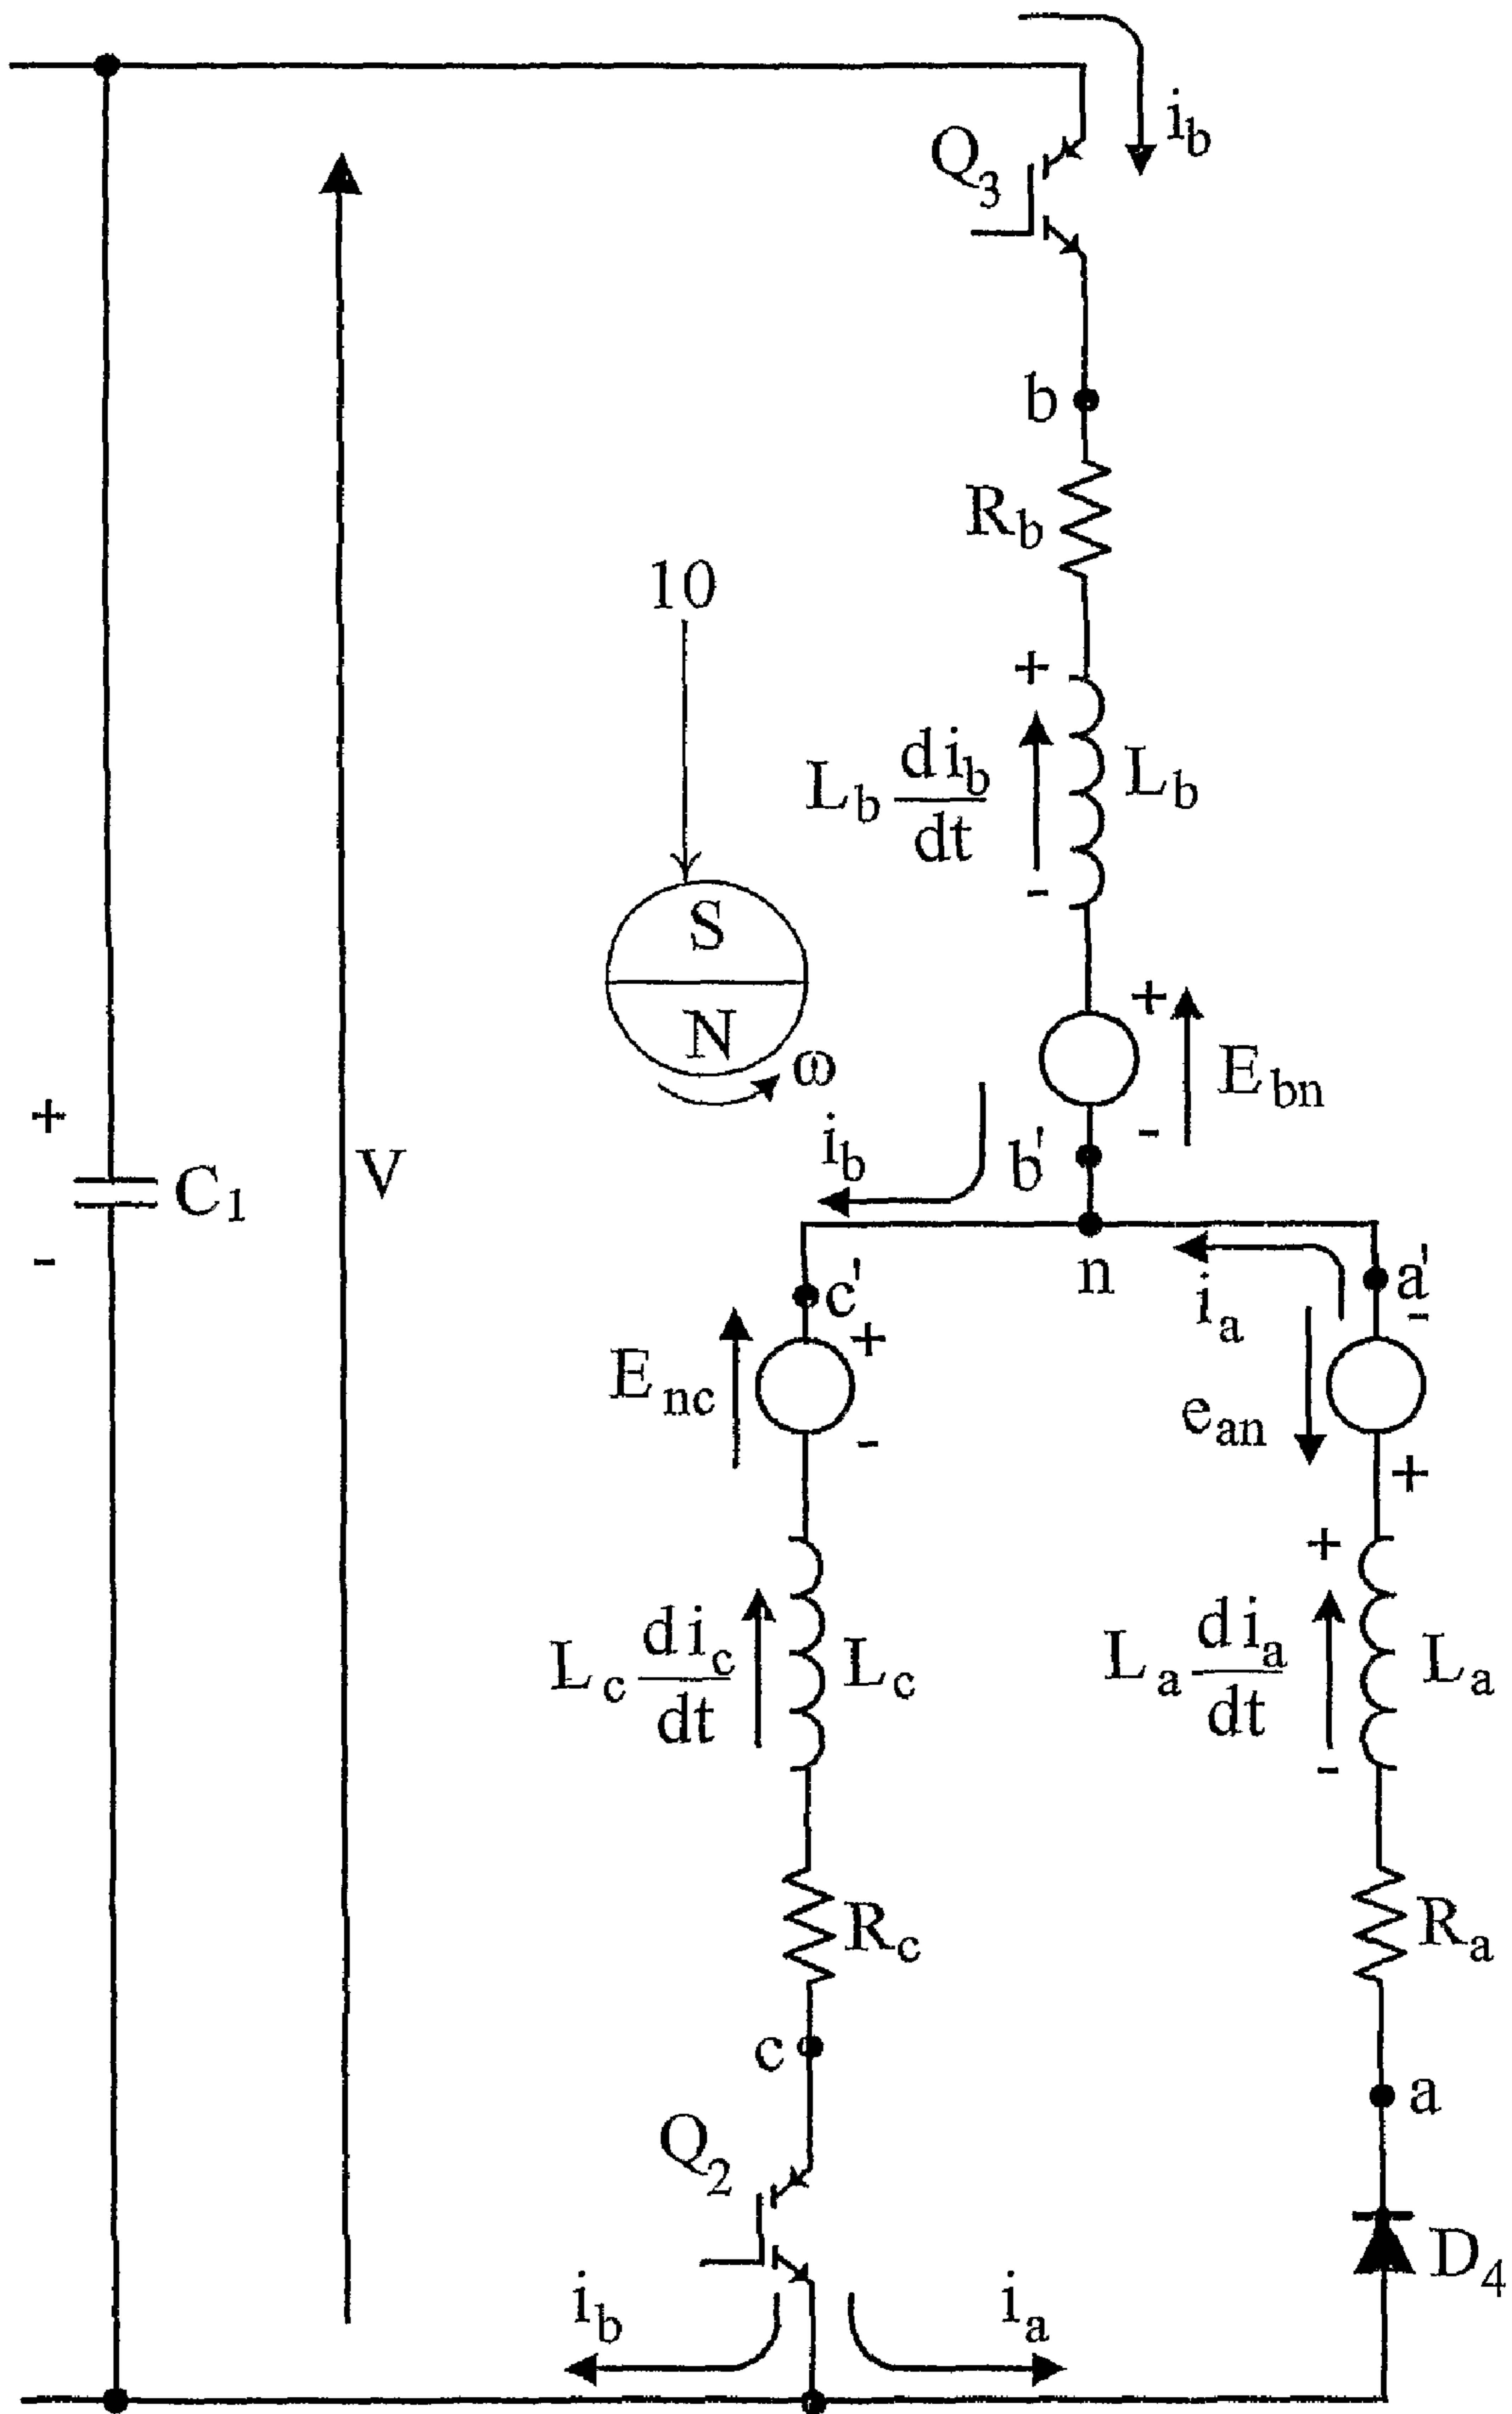 i_b
Q_3
b
R_b
10
+
L_b di_b/dt
L_b
-
S
N
ω
+
E_bn
-
+
C_1
-
V
i_b
b'
n
c'
+
E_nc
-
i_a
a'
-
e_an
+
L_c di_c/dt
L_c
+
L_a di_a/dt
L_a
-
R_c
R_a
c
a
Q_2
D_4
i_b
i_a